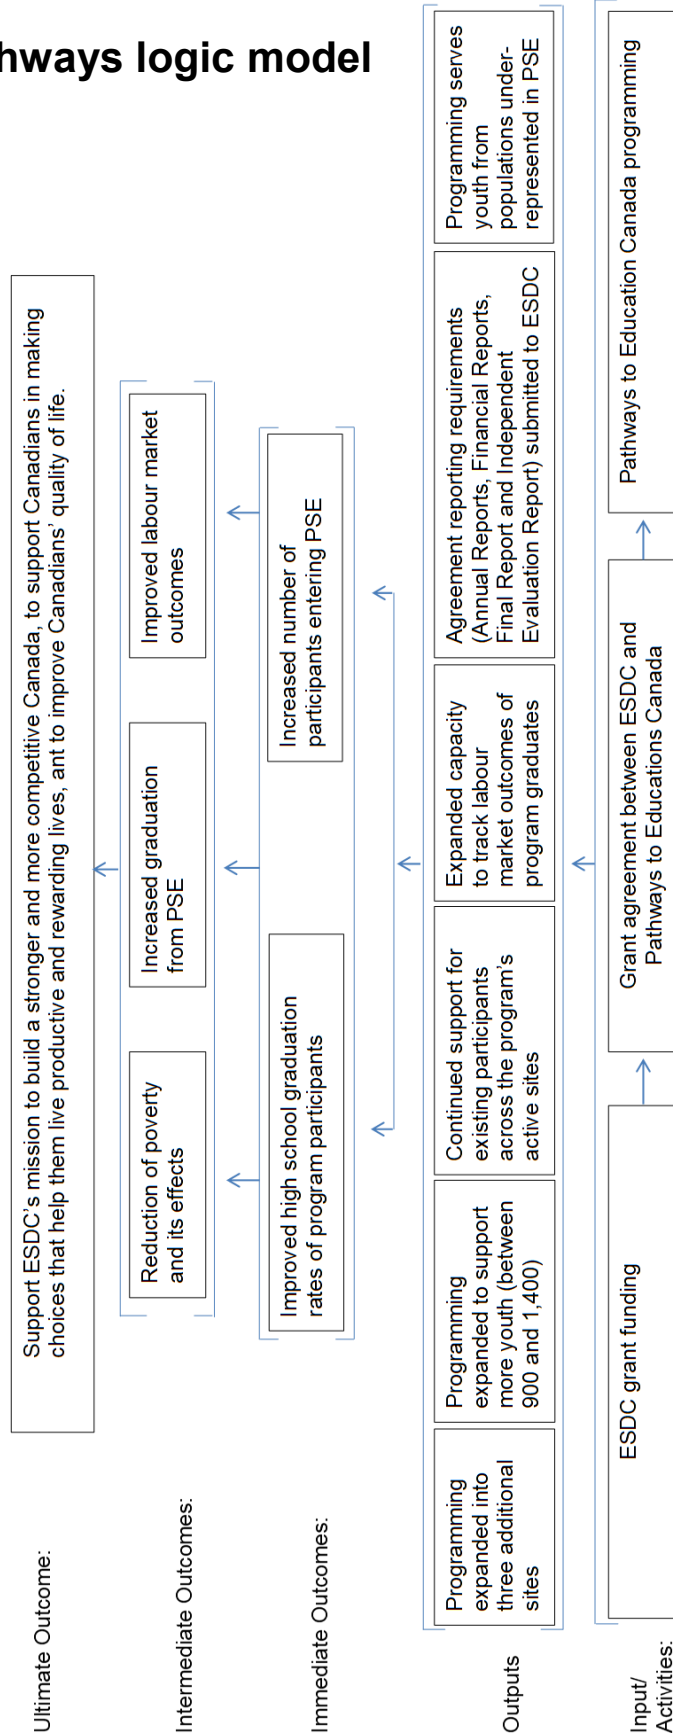 hways logic model
Ultimate Outcome:
Support ESDC's mission to build a stronger and more competitive Canada, to support Canadians in making
choices that help them live productive and rewarding lives, ant to improve Canadians' quality of life.
Intermediate Outcomes:
Reduction of poverty
and its effects
Increased graduation
from PSE
Improved labour market
outcomes
Immediate Outcomes:
Improved high school graduation
rates of program participants
Increased number of
participants entering PSE
Outputs
Programming
expanded into
three additional
sites
Programming
expanded to support
more youth (between
900 and 1,400)
Continued support for
existing participants
across the program's
active sites
Expanded capacity
to track labour
market outcomes of
program graduates
Agreement reporting requirements
(Annual Reports, Financial Reports,
Final Report and Independent
Evaluation Report) submitted to ESDC
Programming serves
youth from
populations under-
represented in PSE
Input/
Activities:
ESDC grant funding
Grant agreement between ESDC and
Pathways to Educations Canada
Pathways to Education Canada programming